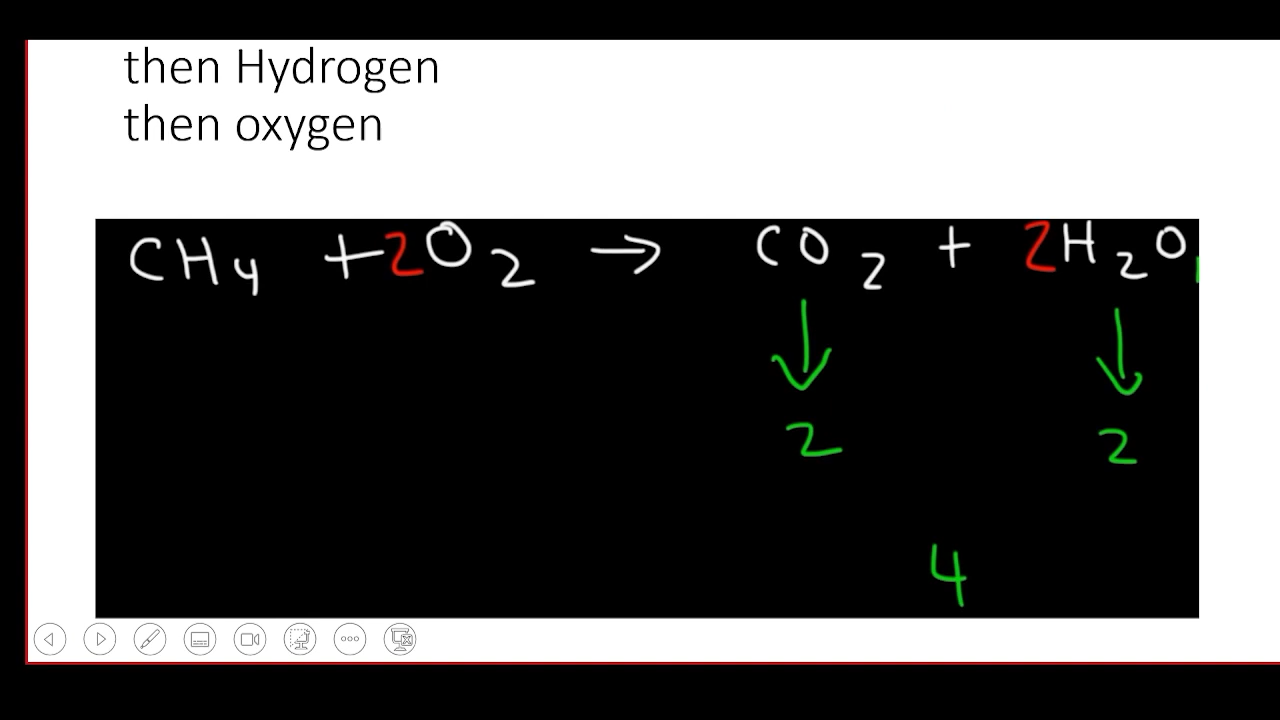 then Hydrogen
then oxygen
CH4 + 2O2 → CO2 + 2H2O
2 2
4